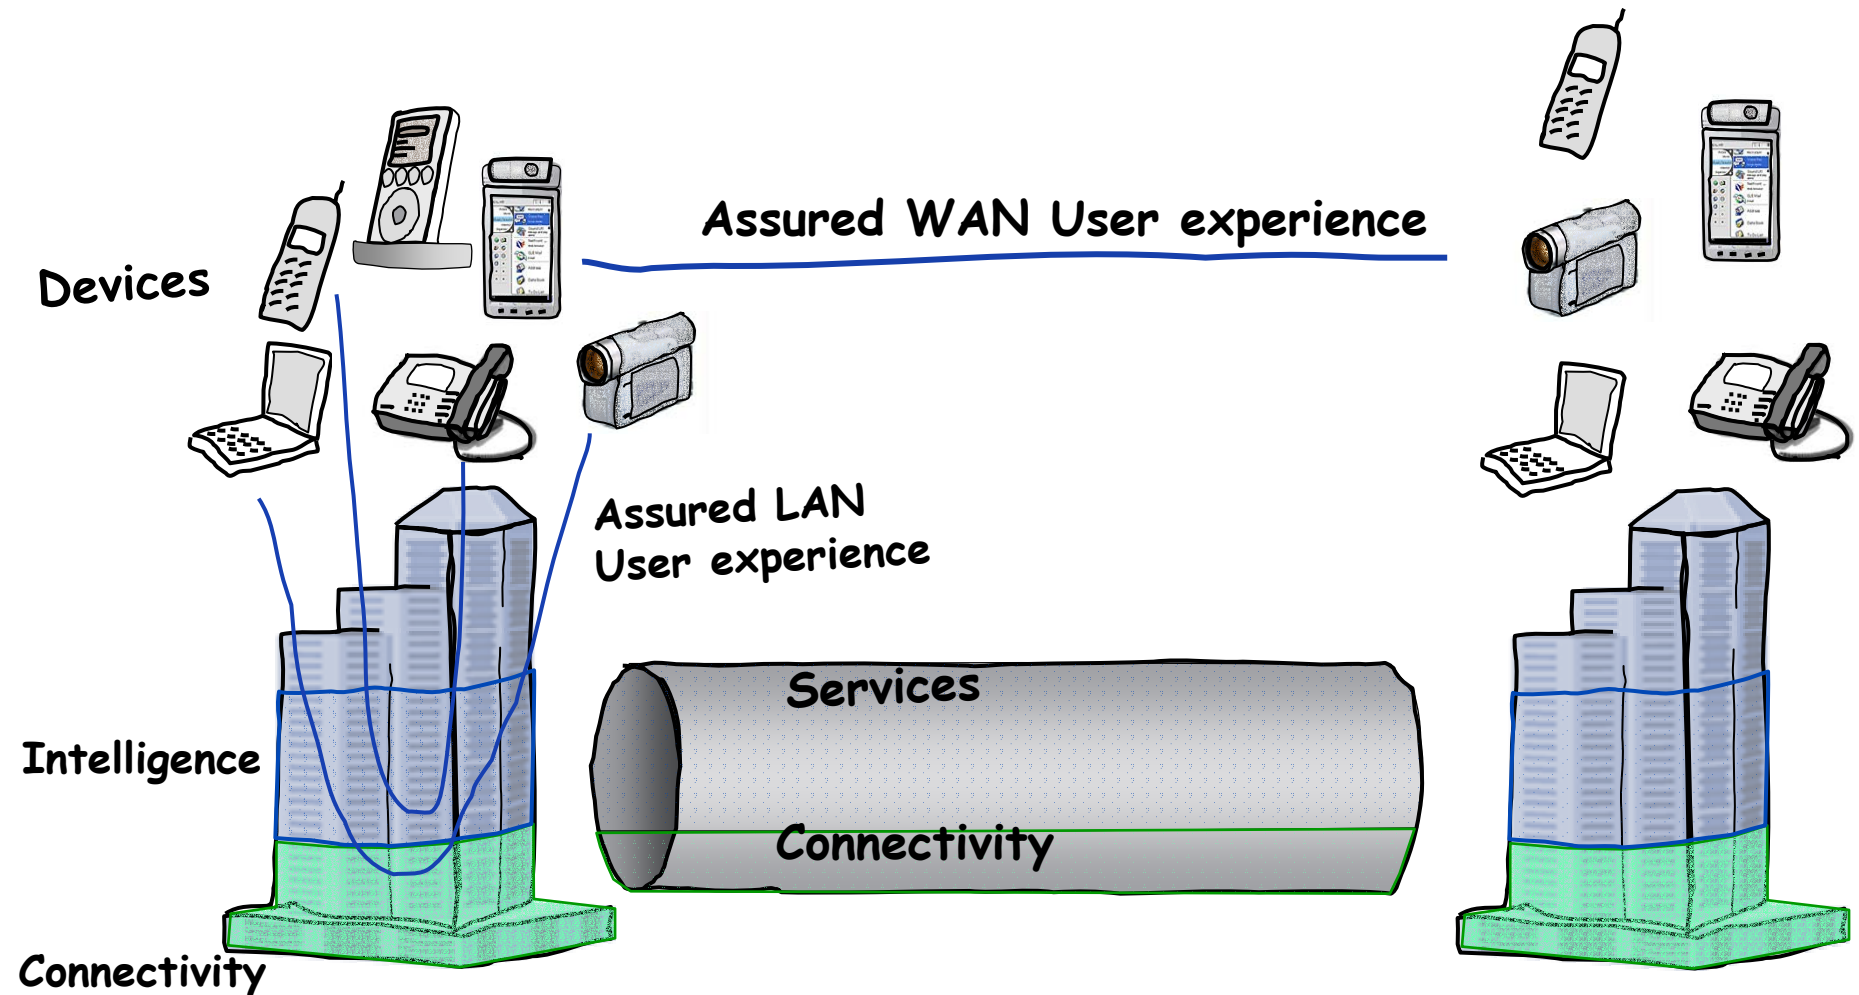 Assured WAN User experience
Devices
Assured LAN
User experience
Services
Intelligence
Connectivity
Connectivity